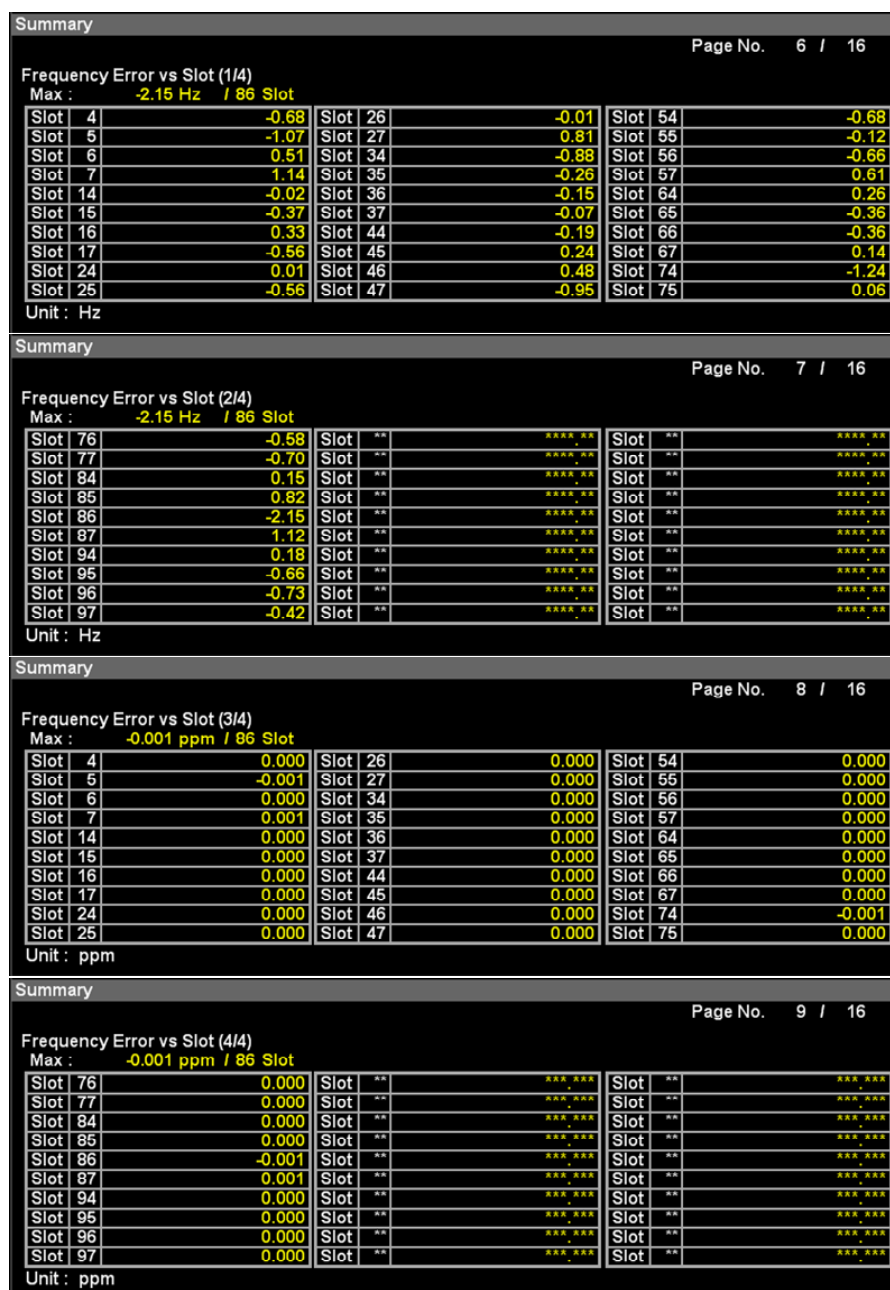 Summary
Page No. 6 / 16
Frequency Error vs Slot (1/4)
Max : -2.15 Hz / 86 Slot
Slot 4 -0.68 Slot 26 -0.01 Slot 54 -0.68
Slot 5 -1.07 Slot 27 0.81 Slot 55 -0.12
Slot 6 0.51 Slot 34 -0.88 Slot 56 -0.66
Slot 7 1.14 Slot 35 -0.26 Slot 57 0.61
Slot 14 -0.02 Slot 36 -0.15 Slot 64 0.26
Slot 15 -0.37 Slot 37 -0.07 Slot 65 -0.36
Slot 16 0.33 Slot 44 -0.19 Slot 66 -0.36
Slot 17 -0.56 Slot 45 0.24 Slot 67 0.14
Slot 24 0.01 Slot 46 0.48 Slot 74 -1.24
Slot 25 -0.56 Slot 47 -0.95 Slot 75 0.06
Unit : Hz
Summary
Page No. 7 / 16
Frequency Error vs Slot (2/4)
Max : -2.15 Hz / 86 Slot
Slot 76 -0.58 Slot ** ****.** Slot ** ****.**
Slot 77 -0.70 Slot ** ****.** Slot ** ****.**
Slot 84 0.15 Slot ** ****.** Slot ** ****.**
Slot 85 0.82 Slot ** ****.** Slot ** ****.**
Slot 86 -2.15 Slot ** ****.** Slot ** ****.**
Slot 87 1.12 Slot ** ****.** Slot ** ****.**
Slot 94 0.18 Slot ** ****.** Slot ** ****.**
Slot 95 -0.66 Slot ** ****.** Slot ** ****.**
Slot 96 -0.73 Slot ** ****.** Slot ** ****.**
Slot 97 -0.42 Slot ** ****.** Slot ** ****.**
Unit : Hz
Summary
Page No. 8 / 16
Frequency Error vs Slot (3/4)
Max : -0.001 ppm / 86 Slot
Slot 4 0.000 Slot 26 0.000 Slot 54 0.000
Slot 5 -0.001 Slot 27 0.000 Slot 55 0.000
Slot 6 0.000 Slot 34 0.000 Slot 56 0.000
Slot 7 0.001 Slot 35 0.000 Slot 57 0.000
Slot 14 0.000 Slot 36 0.000 Slot 64 0.000
Slot 15 0.000 Slot 37 0.000 Slot 65 0.000
Slot 16 0.000 Slot 44 0.000 Slot 66 0.000
Slot 17 0.000 Slot 45 0.000 Slot 67 0.000
Slot 24 0.000 Slot 46 0.000 Slot 74 -0.001
Slot 25 0.000 Slot 47 0.000 Slot 75 0.000
Unit : ppm
Summary
Page No. 9 / 16
Frequency Error vs Slot (4/4)
Max : -0.001 ppm / 86 Slot
Slot 76 0.000 Slot ** ***.*** Slot ** ***.***
Slot 77 0.000 Slot ** ***.*** Slot ** ***.***
Slot 84 0.000 Slot ** ***.*** Slot ** ***.***
Slot 85 0.000 Slot ** ***.*** Slot ** ***.***
Slot 86 -0.001 Slot ** ***.*** Slot ** ***.***
Slot 87 0.001 Slot ** ***.*** Slot ** ***.***
Slot 94 0.000 Slot ** ***.*** Slot ** ***.***
Slot 95 0.000 Slot ** ***.*** Slot ** ***.***
Slot 96 0.000 Slot ** ***.*** Slot ** ***.***
Slot 97 0.000 Slot ** ***.*** Slot ** ***.***
Unit : ppm